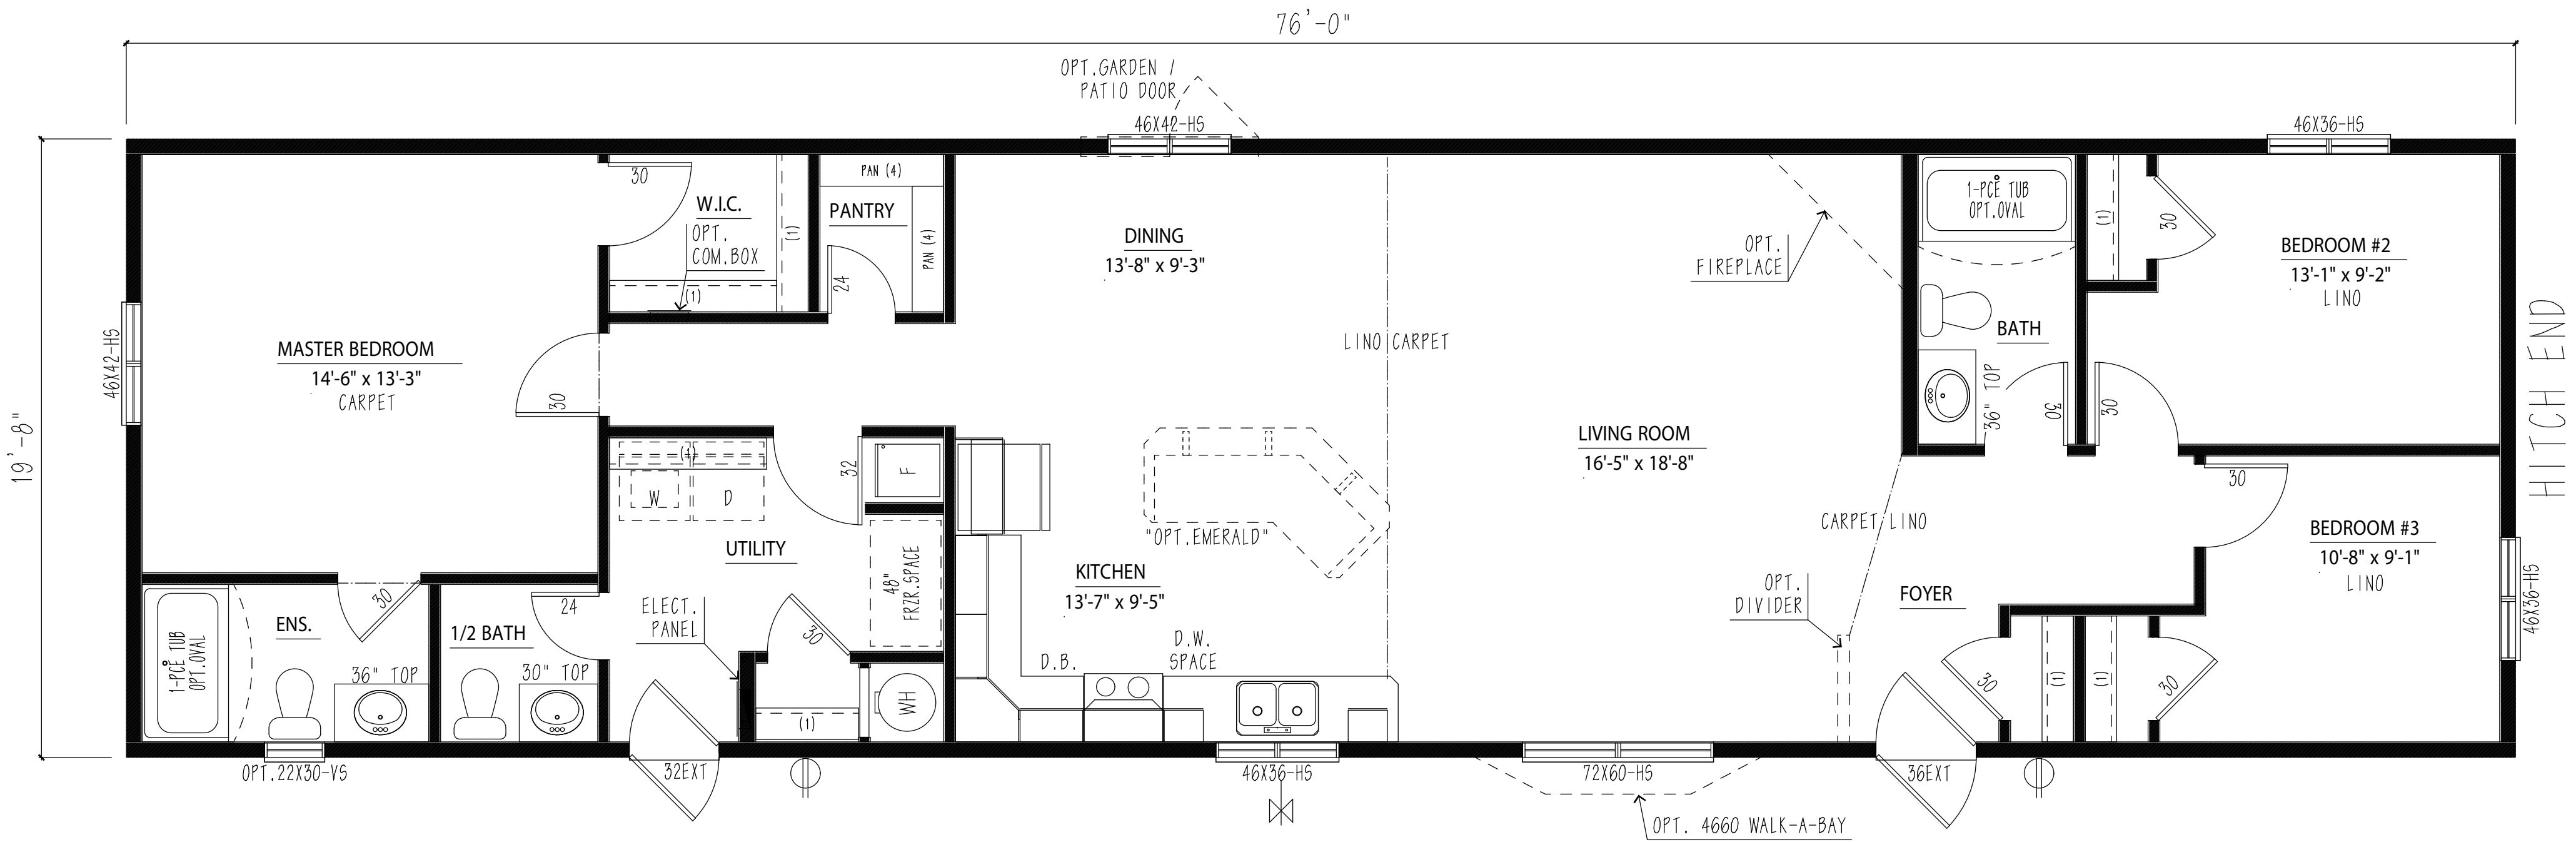 76'-0"
OPT.GARDEN /
PATIO DOOR
46X42-HS
46X36-HS
30
W.I.C.
OPT.
COM.BOX
(1)
(1)
PAN (4)
PANTRY
PAN (4)
24
DINING
13'-8" x 9'-3"
OPT.
FIREPLACE
1-PCE TUB
OPT.OVAL
(1)
30
BEDROOM #2
13'-1" x 9'-2"
LINO
BATH
36" TOP
30
30
HITCH END
19'-8"
46X42-HS
MASTER BEDROOM
14'-6" x 13'-3"
CARPET
30
LINO CARPET
LIVING ROOM
16'-5" x 18'-8"
(1)
W
D
32
F
UTILITY
48"
FRZR.SPACE
"OPT.EMERALD"
KITCHEN
13'-7" x 9'-5"
CARPET LINO
30
BEDROOM #3
10'-8" x 9'-1"
LINO
46X36-HS
FOYER
OPT.
DIVIDER
1-PCE TUB
OPT.OVAL
ENS.
30
36" TOP
1/2 BATH
24
30" TOP
ELECT.
PANEL
30
(1)
WH
D.B.
D.W.
SPACE
30
(1)
(1)
30
OPT.22X30-VS
32EXT
46X36-HS
72X60-HS
36EXT
OPT. 4660 WALK-A-BAY